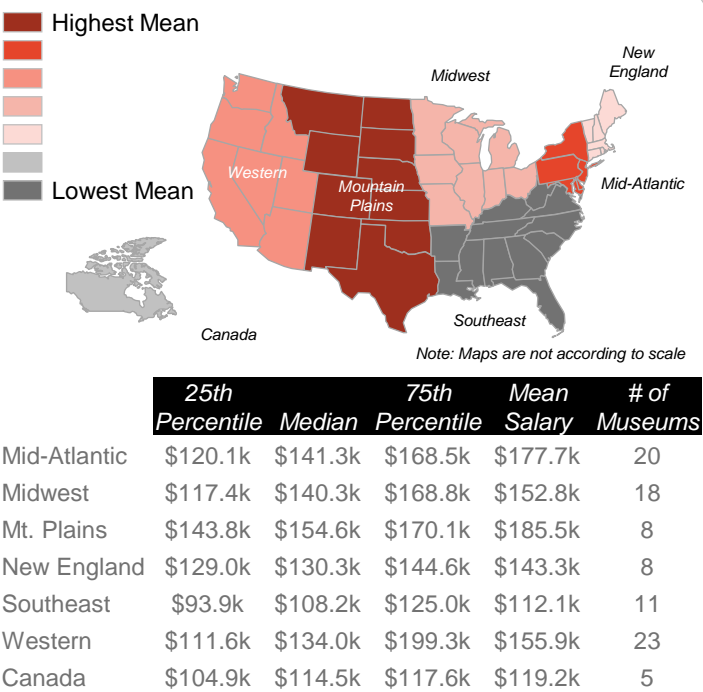 Highest Mean
Lowest Mean
New
England
Midwest
Western
Mountain
Plains
Mid-Atlantic
Southeast
Canada
Note: Maps are not according to scale
25th Percentile Median 75th Percentile Mean Salary # of Museums
Mid-Atlantic $120.1k $141.3k $168.5k $177.7k 20
Midwest $117.4k $140.3k $168.8k $152.8k 18
Mt. Plains $143.8k $154.6k $170.1k $185.5k 8
New England $129.0k $130.3k $144.6k $143.3k 8
Southeast $93.9k $108.2k $125.0k $112.1k 11
Western $111.6k $134.0k $199.3k $155.9k 23
Canada $104.9k $114.5k $117.6k $119.2k 5